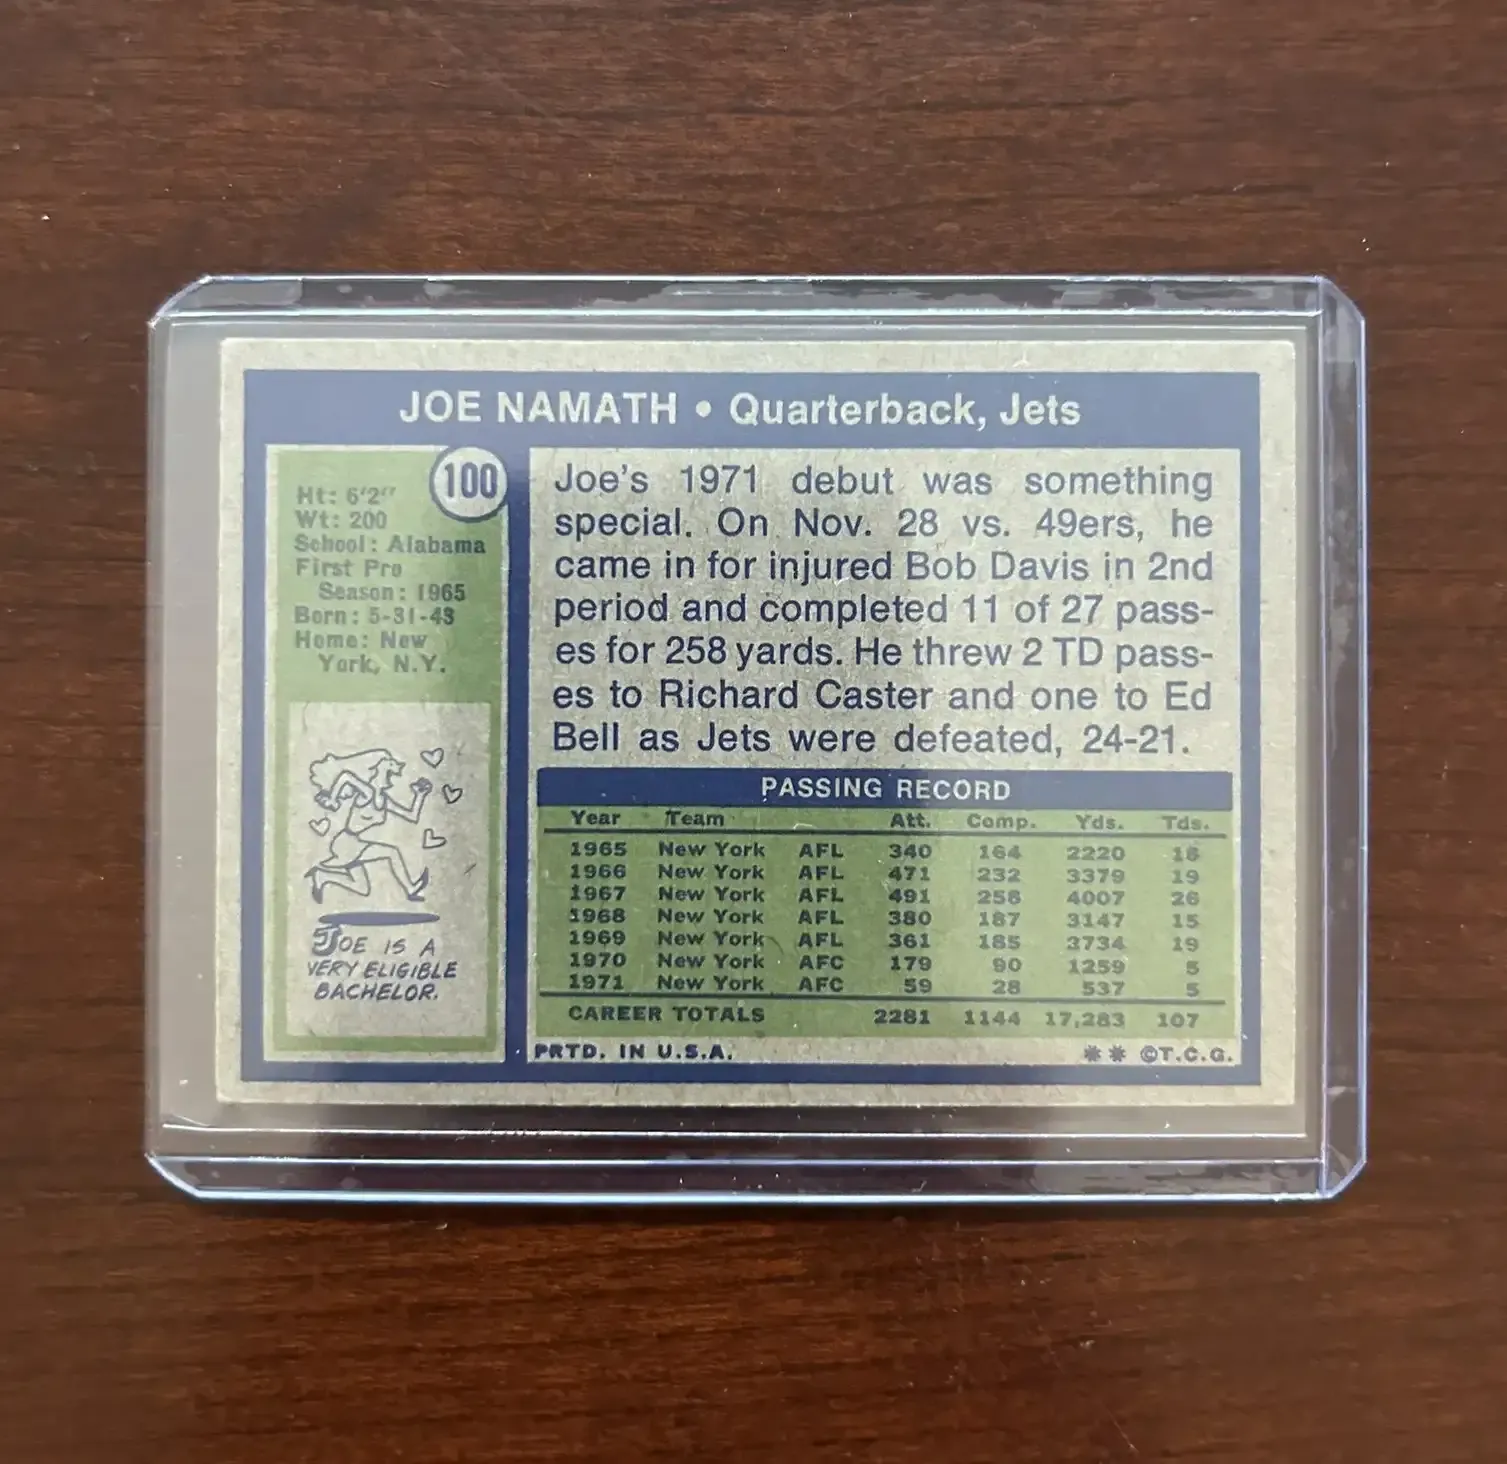 JOE NAMATH • Quarterback, Jets
100
Ht: 6'2"
Wt: 200
School: Alabama
First Pro
Season: 1965
Born: 5-31-43
Home: New
York, N.Y.
JOE IS A
VERY ELIGIBLE
BACHELOR.
Joe's 1971 debut was something
special. On Nov. 28 vs. 49ers, he
came in for injured Bob Davis in 2nd
period and completed 11 of 27 pass-
es for 258 yards. He threw 2 TD pass-
es to Richard Caster and one to Ed
Bell as Jets were defeated, 24-21.
PASSING RECORD
Year Team Att. Comp. Yds. Tds.
1965 New York AFL 340 164 2220 18
1966 New York AFL 471 232 3379 19
1967 New York AFL 491 258 4007 26
1968 New York AFL 380 187 3147 15
1969 New York AFL 361 185 2734 19
1970 New York AFC 179 90 1259 5
1971 New York AFC 59 28 537 5
CAREER TOTALS 2281 1144 17,283 107
PRTD. IN U.S.A. ** ©T.C.G.